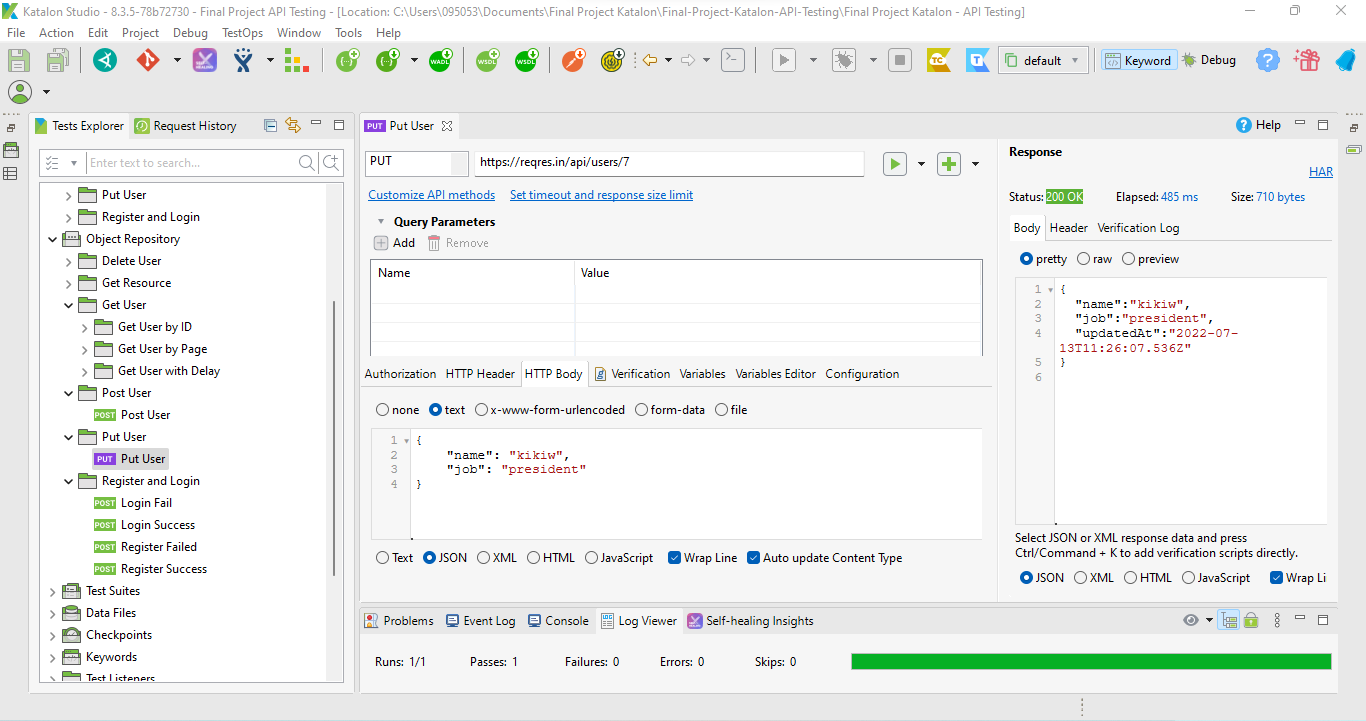 Katalon Studio - 8.3.5-78b72730 - Final Project API Testing - [Location: C:\Users\095053\Documents\Final Project Katalon\Final-Project-Katalon-API-Testing\Final Project Katalon - API Testing]
File Action Edit Project Debug TestOps Window Tools Help
WADL WSDL WSDL TC T default Keyword Debug
Tests Explorer Request History
Enter text to search...
Put User
Register and Login
Object Repository
Delete User
Get Resource
Get User
Get User by ID
Get User by Page
Get User with Delay
Post User
POST Post User
Put User
PUT Put User
Register and Login
POST Login Fail
POST Login Success
POST Register Failed
POST Register Success
Test Suites
Data Files
Checkpoints
Keywords
Test Listeners
PUT Put User
Help
PUT https://reqres.in/api/users/7
Customize API methods Set timeout and response size limit
Query Parameters
Add Remove
Name Value
Authorization HTTP Header HTTP Body Verification Variables Variables Editor Configuration
none text x-www-form-urlencoded form-data file
1 {
2 "name": "kikiw",
3 "job": "president"
4 }
Text JSON XML HTML JavaScript Wrap Line Auto update Content Type
Response
HAR
Status: 200 OK Elapsed: 485 ms Size: 710 bytes
Body Header Verification Log
pretty raw preview
1 {
2 "name":"kikiw",
3 "job":"president",
4 "updatedAt":"2022-07-
13T11:26:07.536Z"
5 }
6
Select JSON or XML response data and press
Ctrl/Command + K to add verification scripts directly.
JSON XML HTML JavaScript Wrap Li
Problems Event Log Console Log Viewer Self-healing Insights
Runs: 1/1 Passes: 1 Failures: 0 Errors: 0 Skips: 0